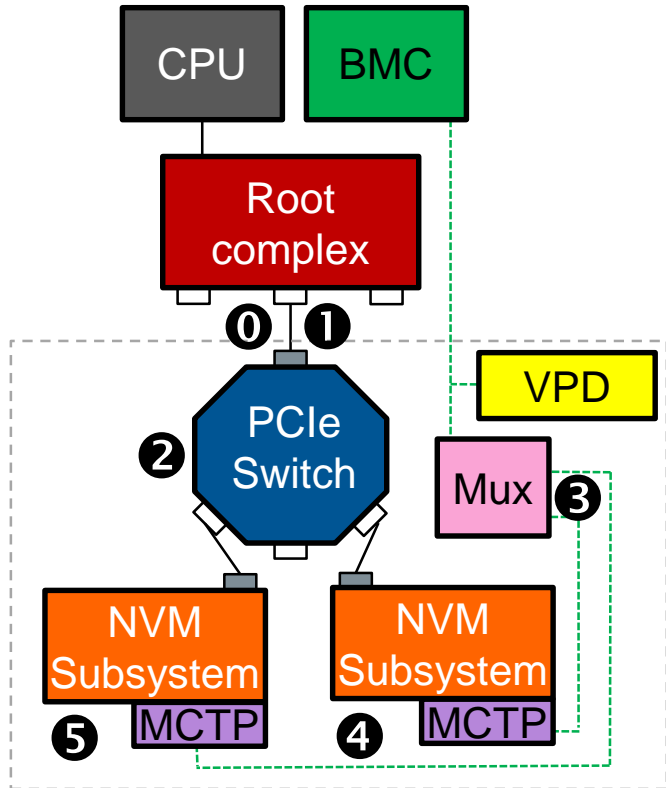 CPU
BMC
Root
complex
0
1
VPD
PCIe
Switch
2
Mux
3
NVM
Subsystem
NVM
Subsystem
MCTP
MCTP
5
4